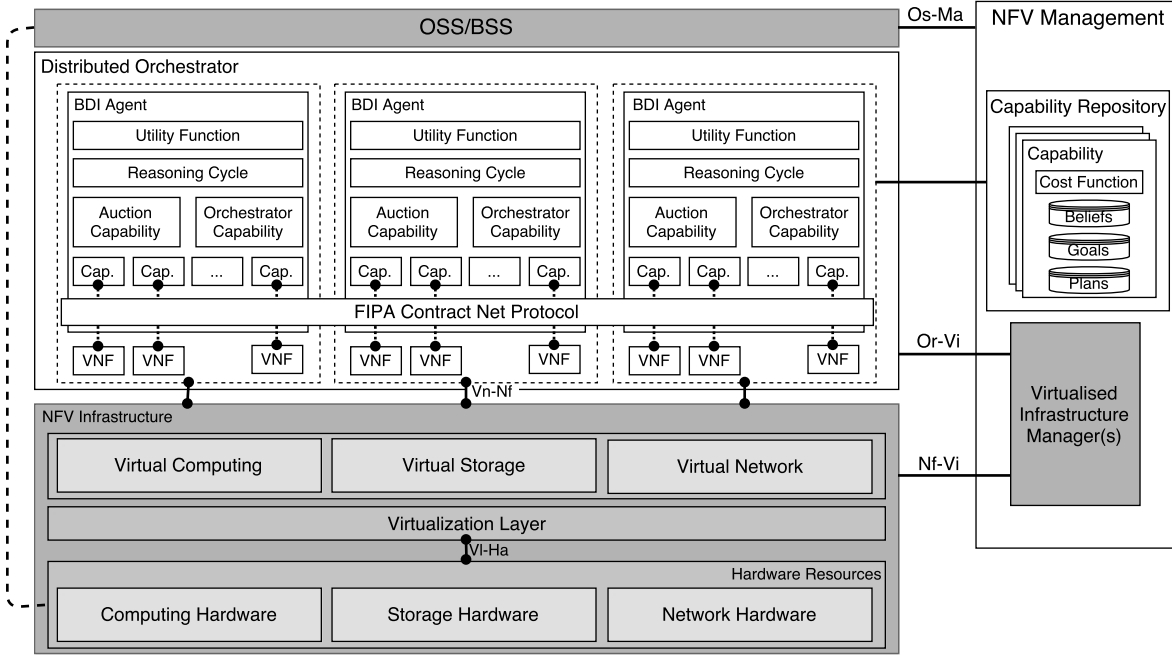 OSS/BSS
Os-Ma
NFV Management
Distributed Orchestrator
BDI Agent
Utility Function
Reasoning Cycle
Auction
Capability
Orchestrator
Capability
Cap.
Cap.
...
Cap.
BDI Agent
Utility Function
Reasoning Cycle
Auction
Capability
Orchestrator
Capability
Cap.
Cap.
...
Cap.
BDI Agent
Utility Function
Reasoning Cycle
Auction
Capability
Orchestrator
Capability
Cap.
Cap.
...
Cap.
FIPA Contract Net Protocol
VNF
VNF
VNF
VNF
VNF
VNF
VNF
VNF
VNF
Capability Repository
Capability
Cost Function
Beliefs
Goals
Plans
Or-Vi
Vn-Nf
Virtualised
Infrastructure
Manager(s)
Nf-Vi
NFV Infrastructure
Virtual Computing
Virtual Storage
Virtual Network
Virtualization Layer
Vl-Ha
Hardware Resources
Computing Hardware
Storage Hardware
Network Hardware